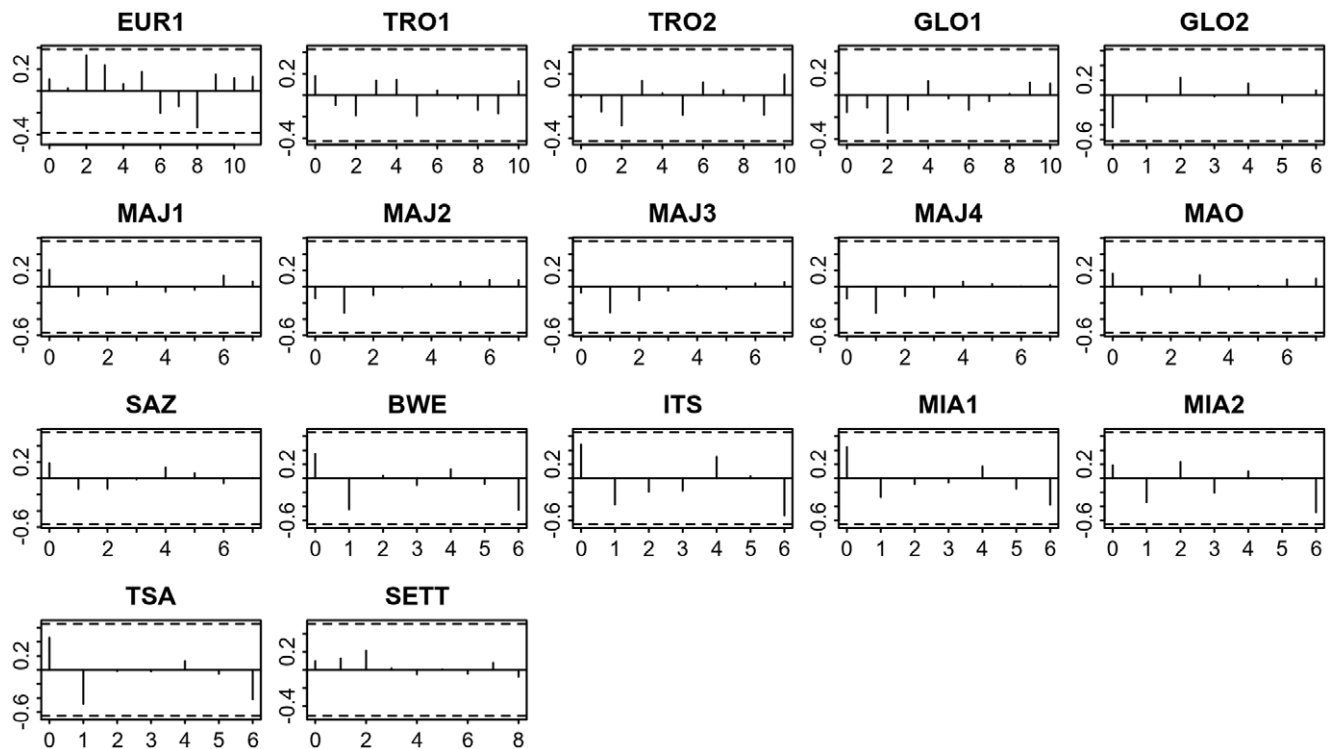 EUR1 TRO1 TRO2 GLO1 GLO2
0.2 0.2 0.2 0.2 0.2
-0.4 -0.4 -0.4 -0.4 -0.6
0 2 4 6 8 10 0 2 4 6 8 10 0 2 4 6 8 10 0 2 4 6 8 10 0 1 2 3 4 5 6
MAJ1 MAJ2 MAJ3 MAJ4 MAO
0.2 0.2 0.2 0.2 0.2
-0.6 -0.6 -0.6 -0.6 -0.6
0 2 4 6 0 2 4 6 0 2 4 6 0 2 4 6 0 2 4 6
SAZ BWE ITS MIA1 MIA2
0.2 0.2 0.2 0.2 0.2
-0.6 -0.6 -0.6 -0.6 -0.6
0 2 4 6 0 1 2 3 4 5 6 0 1 2 3 4 5 6 0 1 2 3 4 5 6 0 1 2 3 4 5 6
TSA SETT
0.2 0.2
-0.6 -0.4
0 1 2 3 4 5 6 0 2 4 6 8